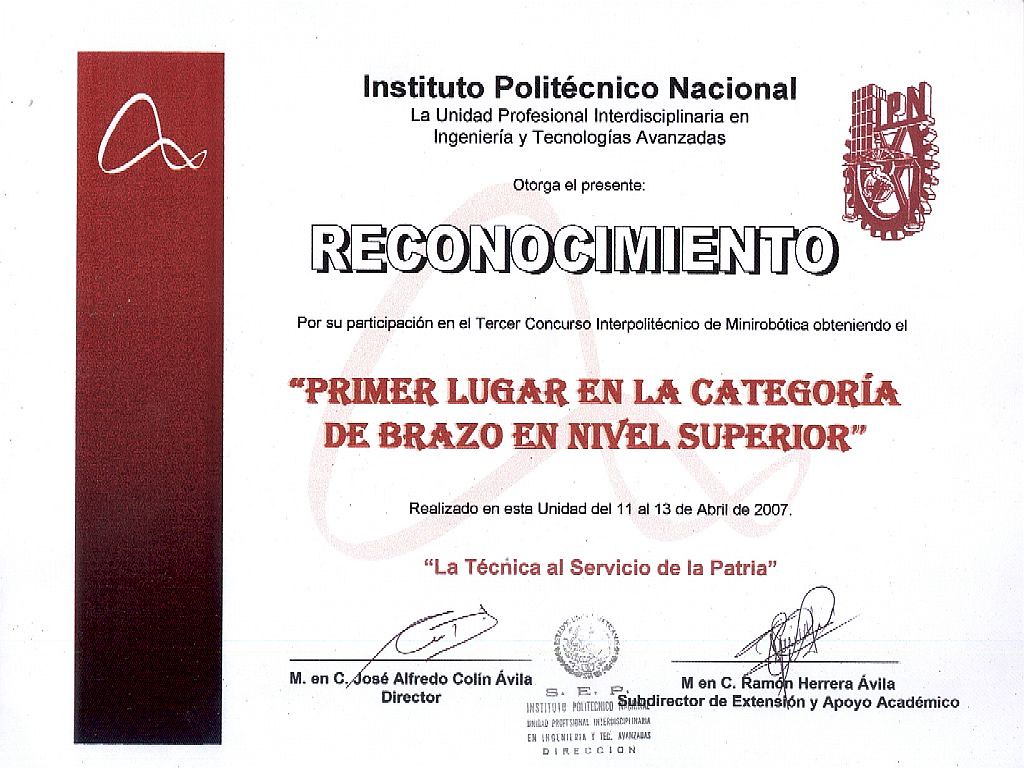 Instituto Politécnico Nacional
La Unidad Profesional Interdisciplinaria en
Ingeniería y Tecnologías Avanzadas
IPN
Otorga el presente:
RECONOCIMIENTO
Por su participación en el Tercer Concurso Interpolitécnico de Minirobótica obteniendo el
“PRIMER LUGAR EN LA CATEGORÍA
DE BRAZO EN NIVEL SUPERIOR”
Realizado en esta Unidad del 11 al 13 de Abril de 2007.
“La Técnica al Servicio de la Patria”
M. en C. José Alfredo Colín Ávila
Director
M en C. Ramón Herrera Ávila
Subdirector de Extensión y Apoyo Académico
S. E. P.
INSTITUTO POLITECNICO NACIONAL
UNIDAD PROFESIONAL INTERDISCIPLINARIA
EN INGENIERIA Y TEC. AVANZADAS
DIRECCION